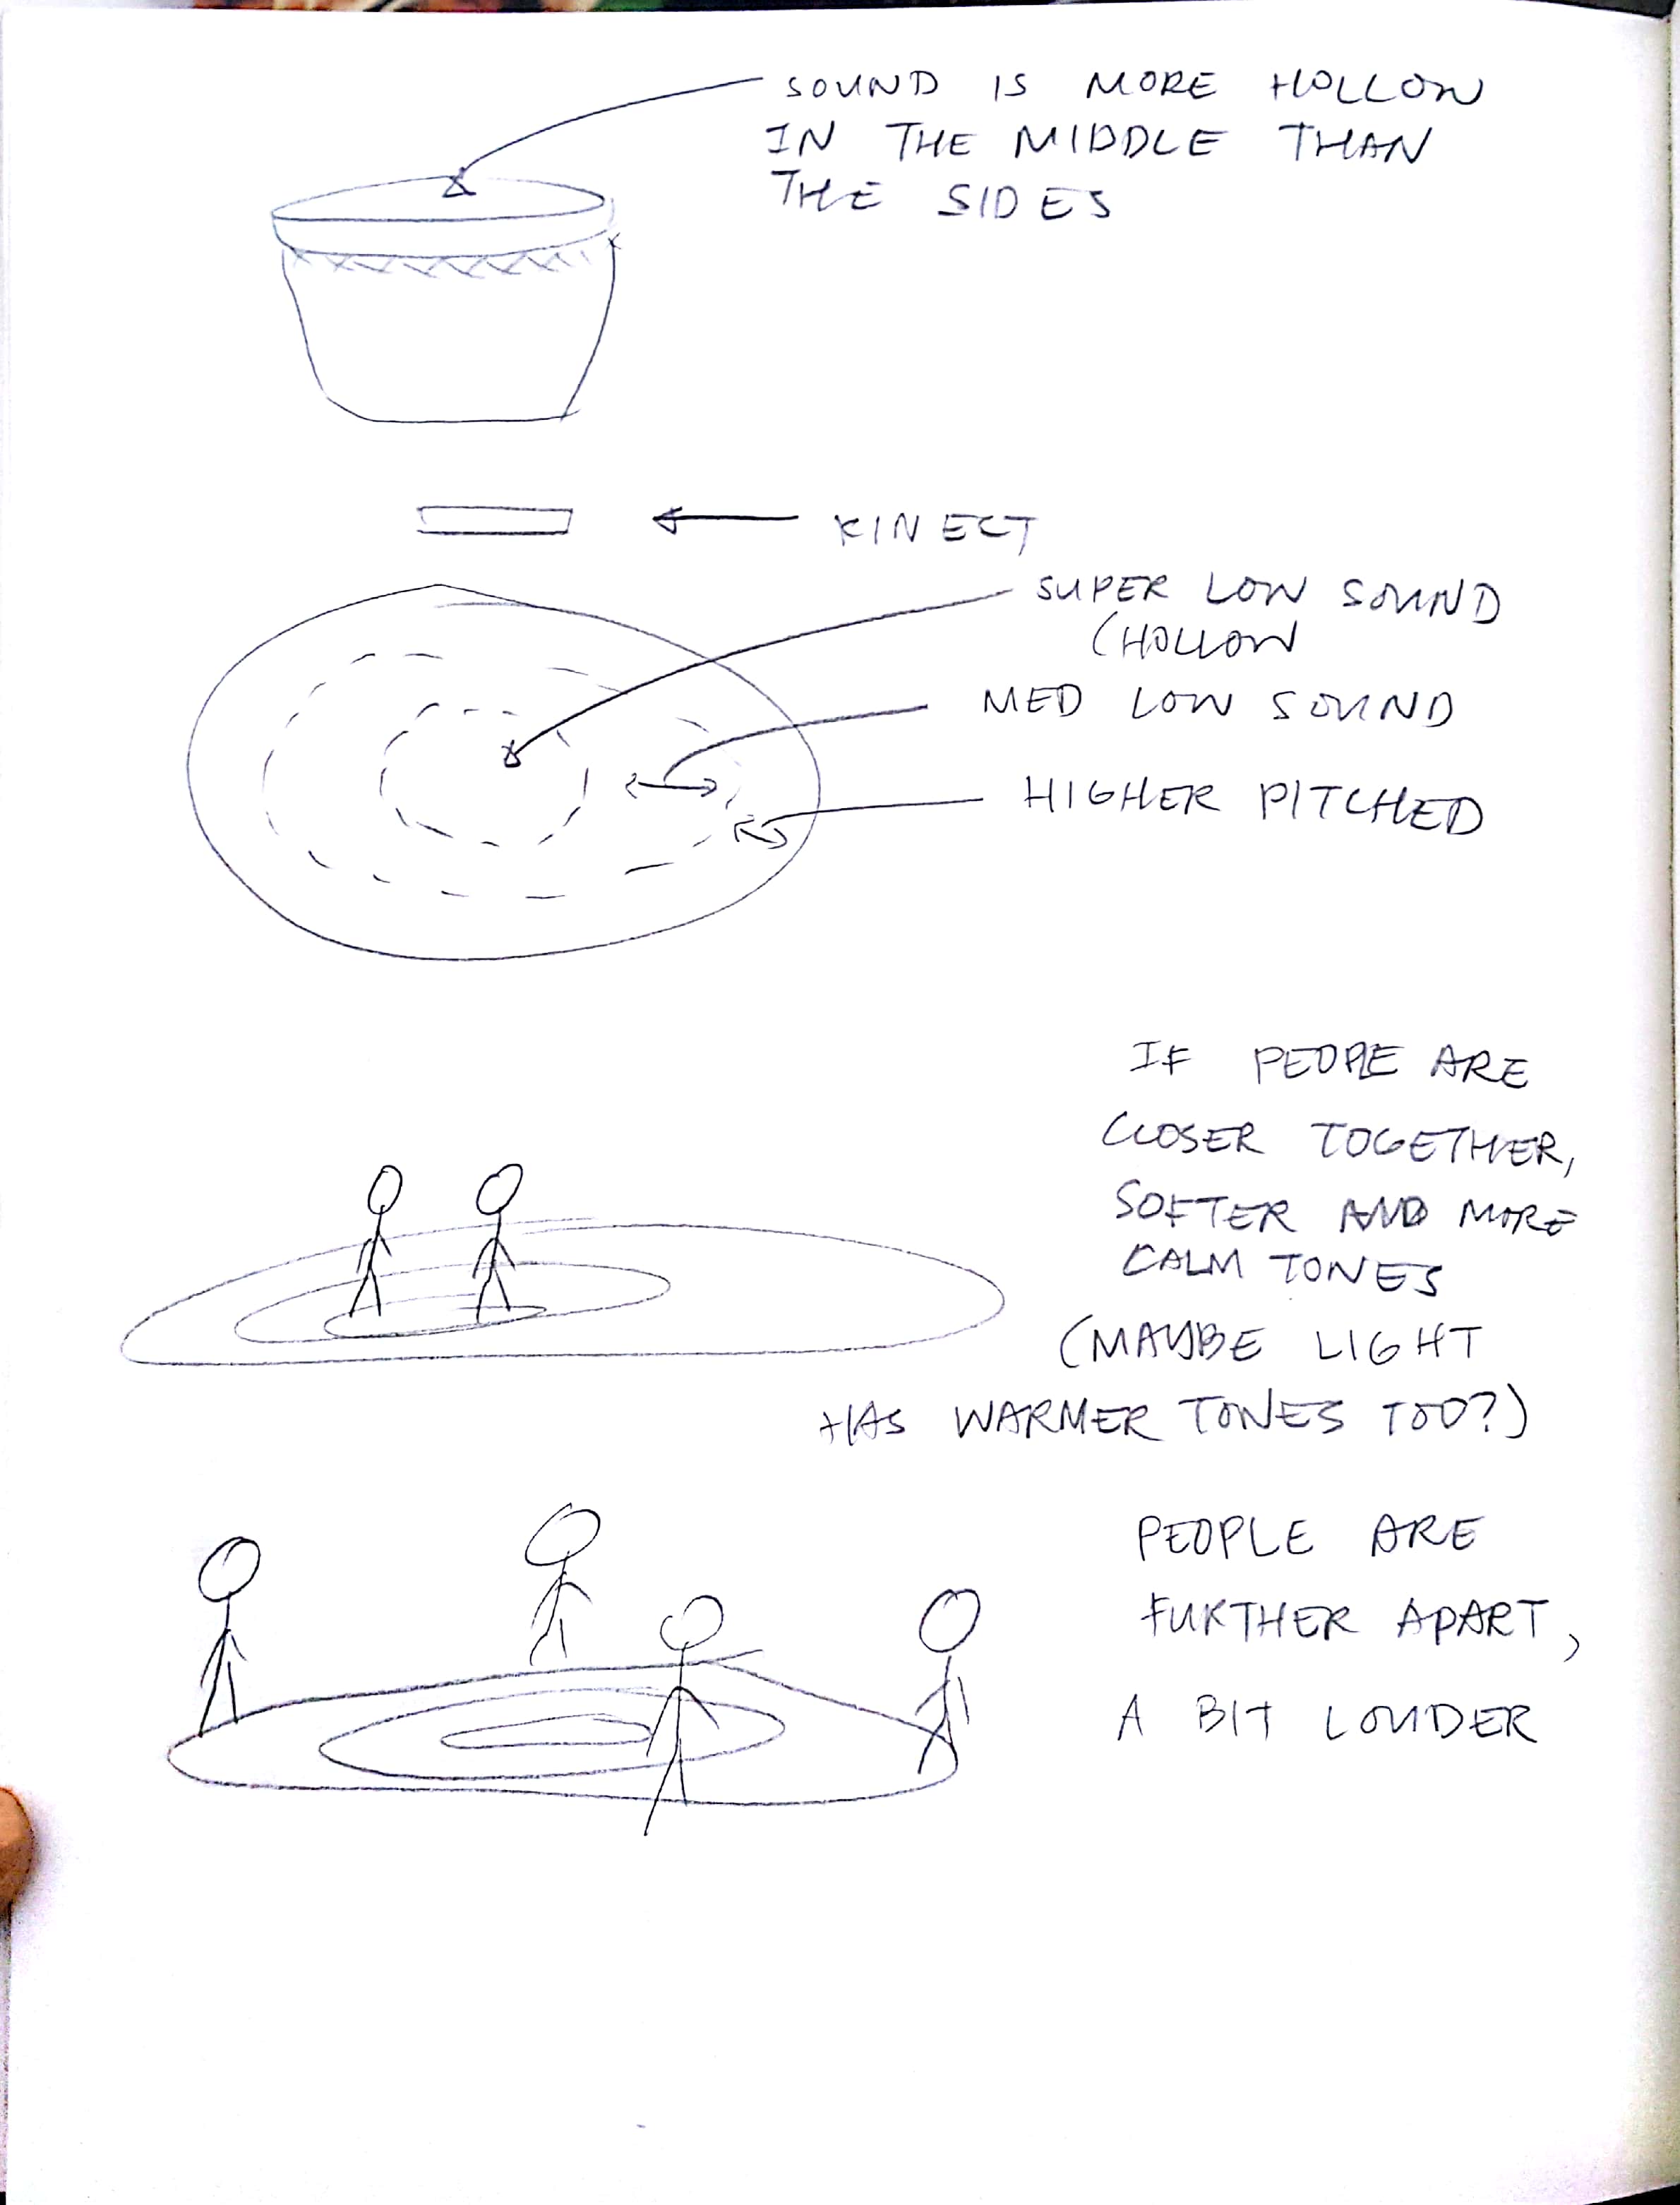 SOUND IS MORE HOLLOW
IN THE MIDDLE THAN
THE SIDES
KINECT
SUPER LOW SOUND
(HOLLOW
MED LOW SOUND
HIGHER PITCHED
IF PEOPLE ARE
CLOSER TOGETHER,
SOFTER AND MORE
CALM TONES
(MAYBE LIGHT
HAS WARMER TONES TOO?)
PEOPLE ARE
FURTHER APART,
A BIT LOUDER